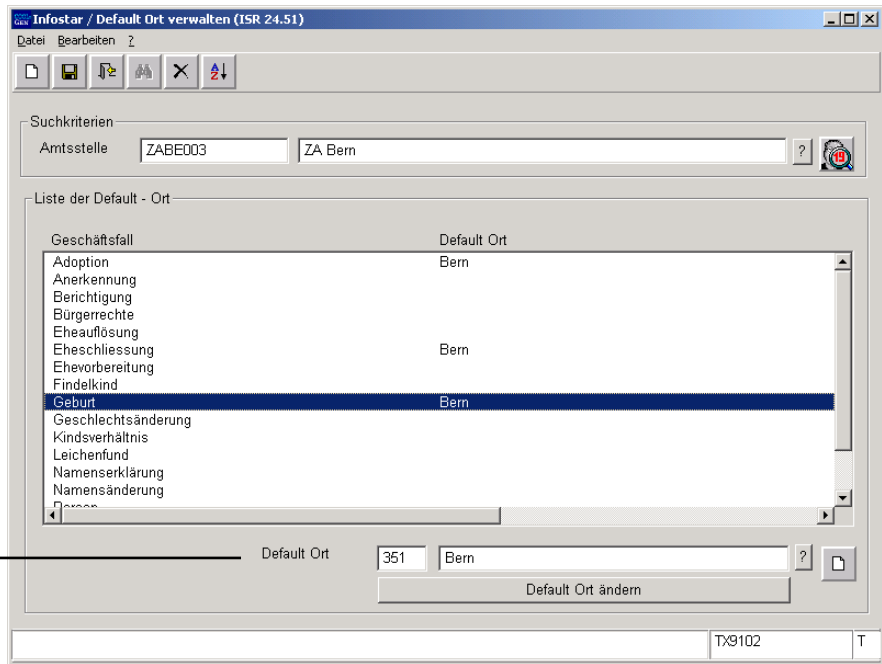 Infostar / Default Ort verwalten (ISR 24.51)
Datei Bearbeiten ?
Suchkriterien
Amtsstelle ZABE003 ZA Bern ?
Liste der Default - Ort
Geschäftsfall Default Ort
Adoption Bern
Anerkennung
Berichtigung
Bürgerrechte
Eheauflösung
Eheschliessung Bern
Ehevorbereitung
Findelkind
Geburt Bern
Geschlechtsänderung
Kindsverhältnis
Leichenfund
Namenserklärung
Namensänderung
Default Ort 351 Bern ?
Default Ort ändern
TX9102 T